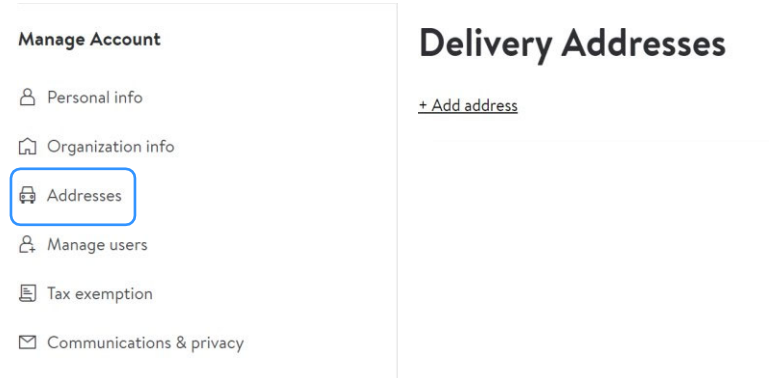 Manage Account
Personal info
Organization info
Addresses
Manage users
Tax exemption
Communications & privacy
Delivery Addresses
+ Add address